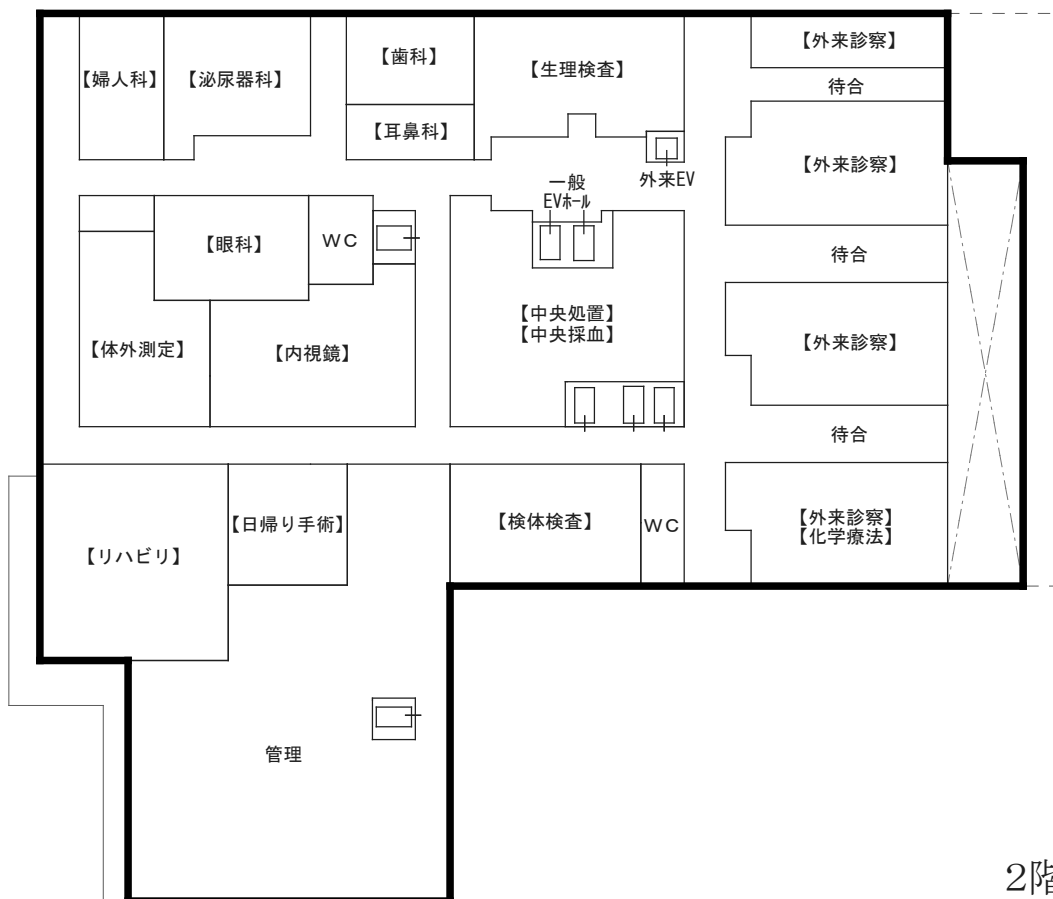 【外来診察】
【歯科】
【生理検査】
【婦人科】
【泌尿器科】
待合
【耳鼻科】
【外来診察】
一般
EVホール
外来EV
【眼科】
WC
待合
【中央処置】
【中央採血】
【体外測定】
【内視鏡】
【外来診察】
待合
【日帰り手術】
【検体検査】
WC
【外来診察】
【化学療法】
【リハビリ】
管理
2階